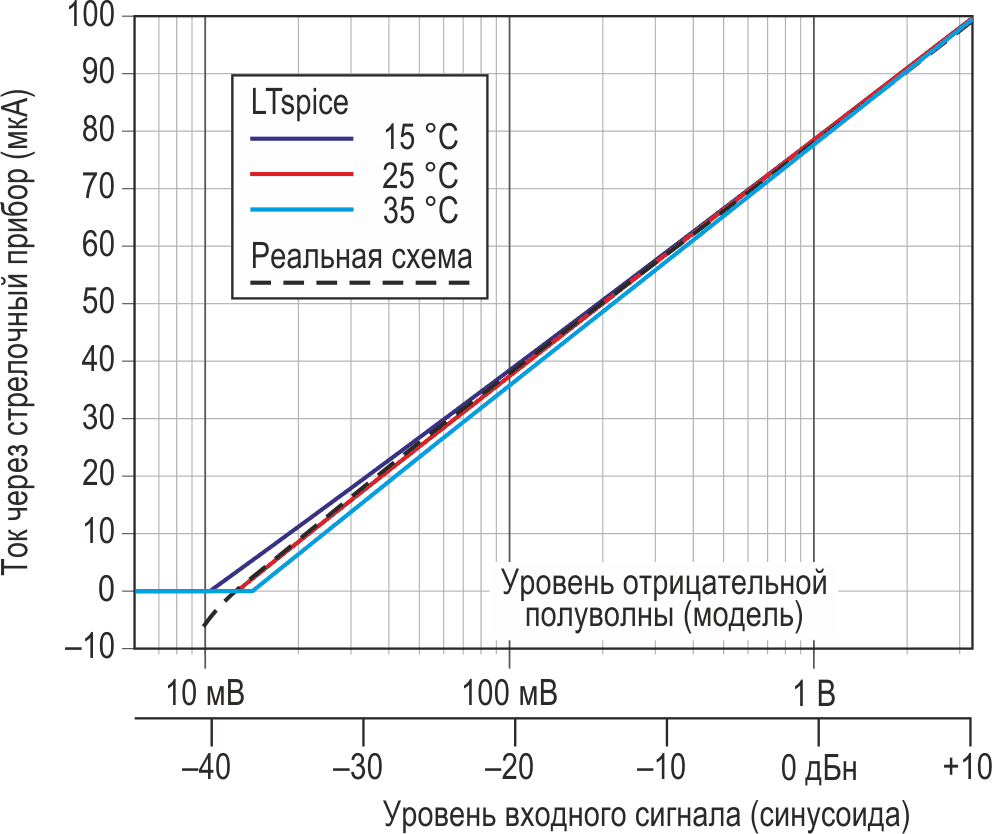 Ток через стрелочный прибор (мкА)
100
90
80
70
60
50
40
30
20
10
0
–10
LTspice
15 °C
25 °C
35 °C
Реальная схема
Уровень отрицательной
полуволны (модель)
10 мВ 100 мВ 1 В
–40 –30 –20 –10 0 дБн +10
Уровень входного сигнала (синусоида)